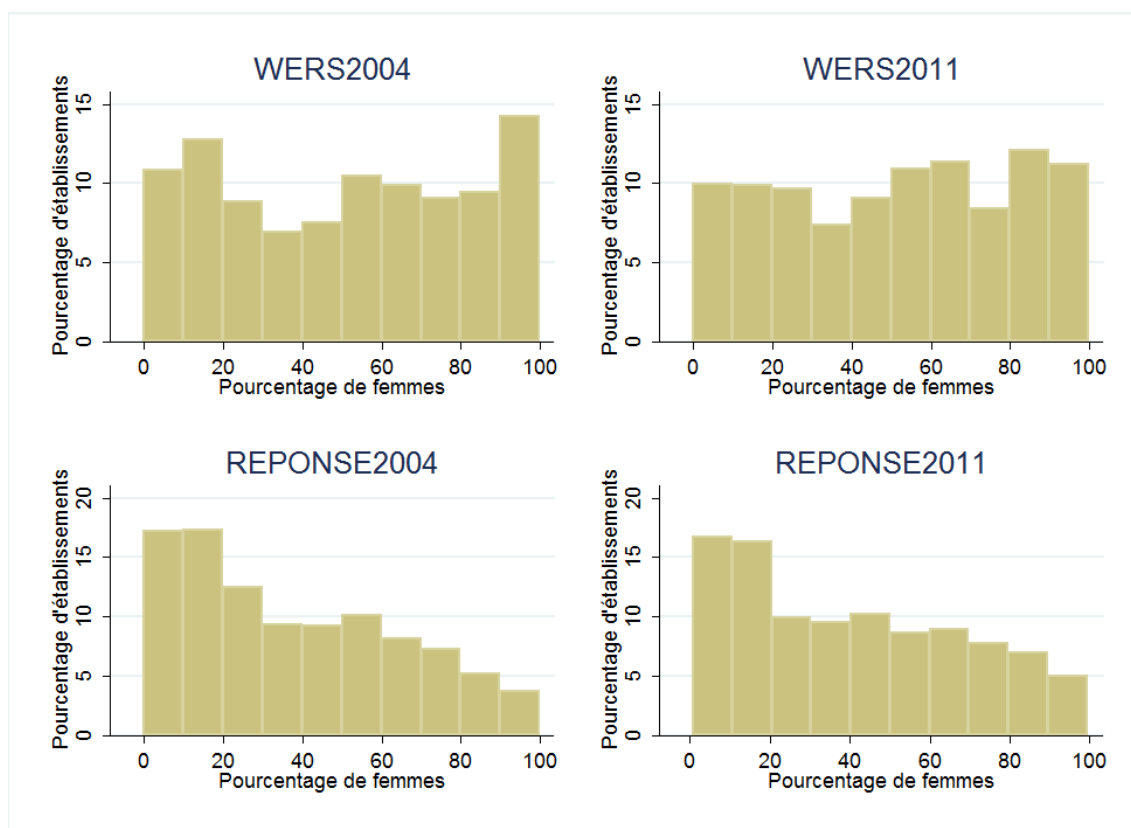 WERS2004
Pourcentage d'établissements
15
10
5
0
0 20 40 60 80 100
Pourcentage de femmes
WERS2011
Pourcentage d'établissements
15
10
5
0
0 20 40 60 80 100
Pourcentage de femmes
REPONSE2004
Pourcentage d'établissements
20
15
10
5
0
0 20 40 60 80 100
Pourcentage de femmes
REPONSE2011
Pourcentage d'établissements
20
15
10
5
0
0 20 40 60 80 100
Pourcentage de femmes